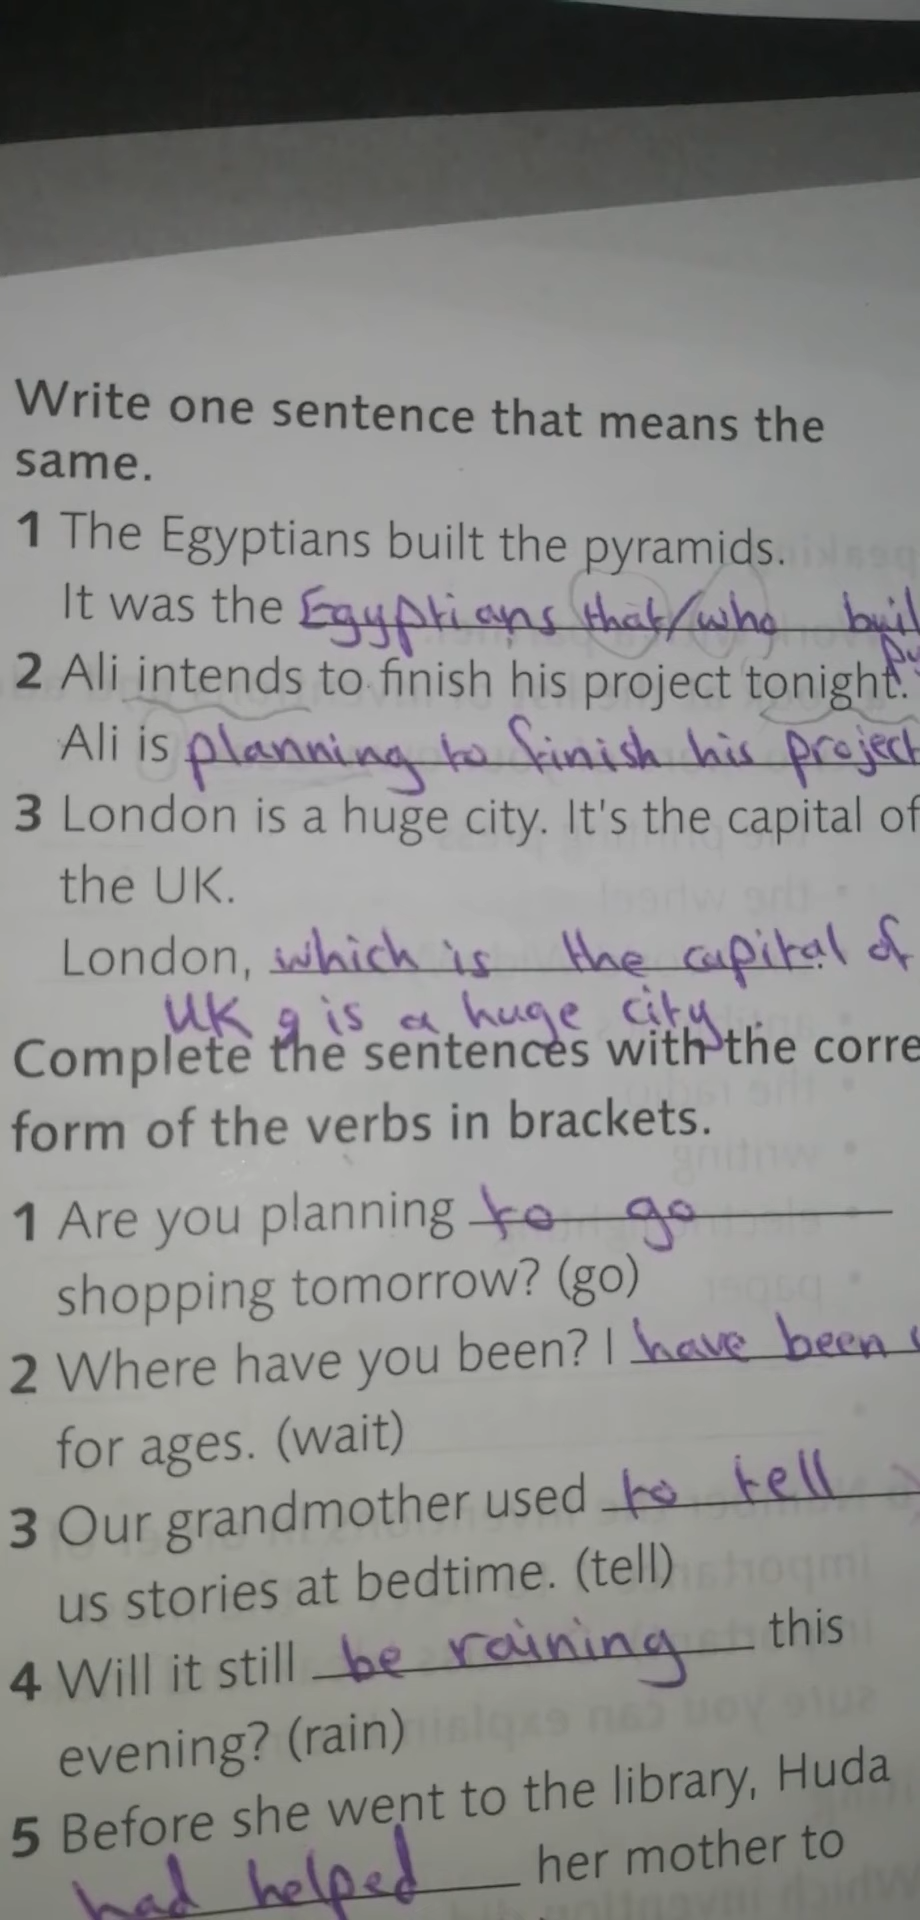 Write one sentence that means the
same.
1 The Egyptians built the pyramids.
It was the Egyptians that/who buil
2 Ali intends to finish his project tonight.
Ali is planning to finish his project
3 London is a huge city. It's the capital of
the UK.
London, which is the capital of
UK, is a huge city
Complete the sentences with the corre
form of the verbs in brackets.
1 Are you planning to go
shopping tomorrow? (go)
2 Where have you been? I have been
for ages. (wait)
3 Our grandmother used to tell
us stories at bedtime. (tell)
4 Will it still be raining this
evening? (rain)
5 Before she went to the library, Huda
had helped her mother to